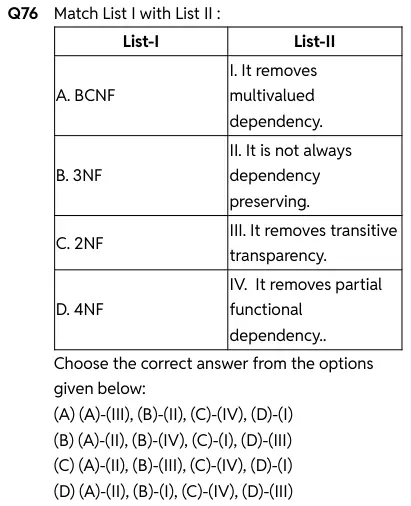 Q76 Match List I with List II :
List-I List-II
A. BCNF
I. It removes
multivalued
dependency.
B. 3NF
II. It is not always
dependency
preserving.
C. 2NF
III. It removes transitive
transparency.
D. 4NF
IV. It removes partial
functional
dependency..
Choose the correct answer from the options
given below:
(A) (A)-(III), (B)-(II), (C)-(IV), (D)-(I)
(B) (A)-(II), (B)-(IV), (C)-(I), (D)-(III)
(C) (A)-(II), (B)-(III), (C)-(IV), (D)-(I)
(D) (A)-(II), (B)-(I), (C)-(IV), (D)-(III)